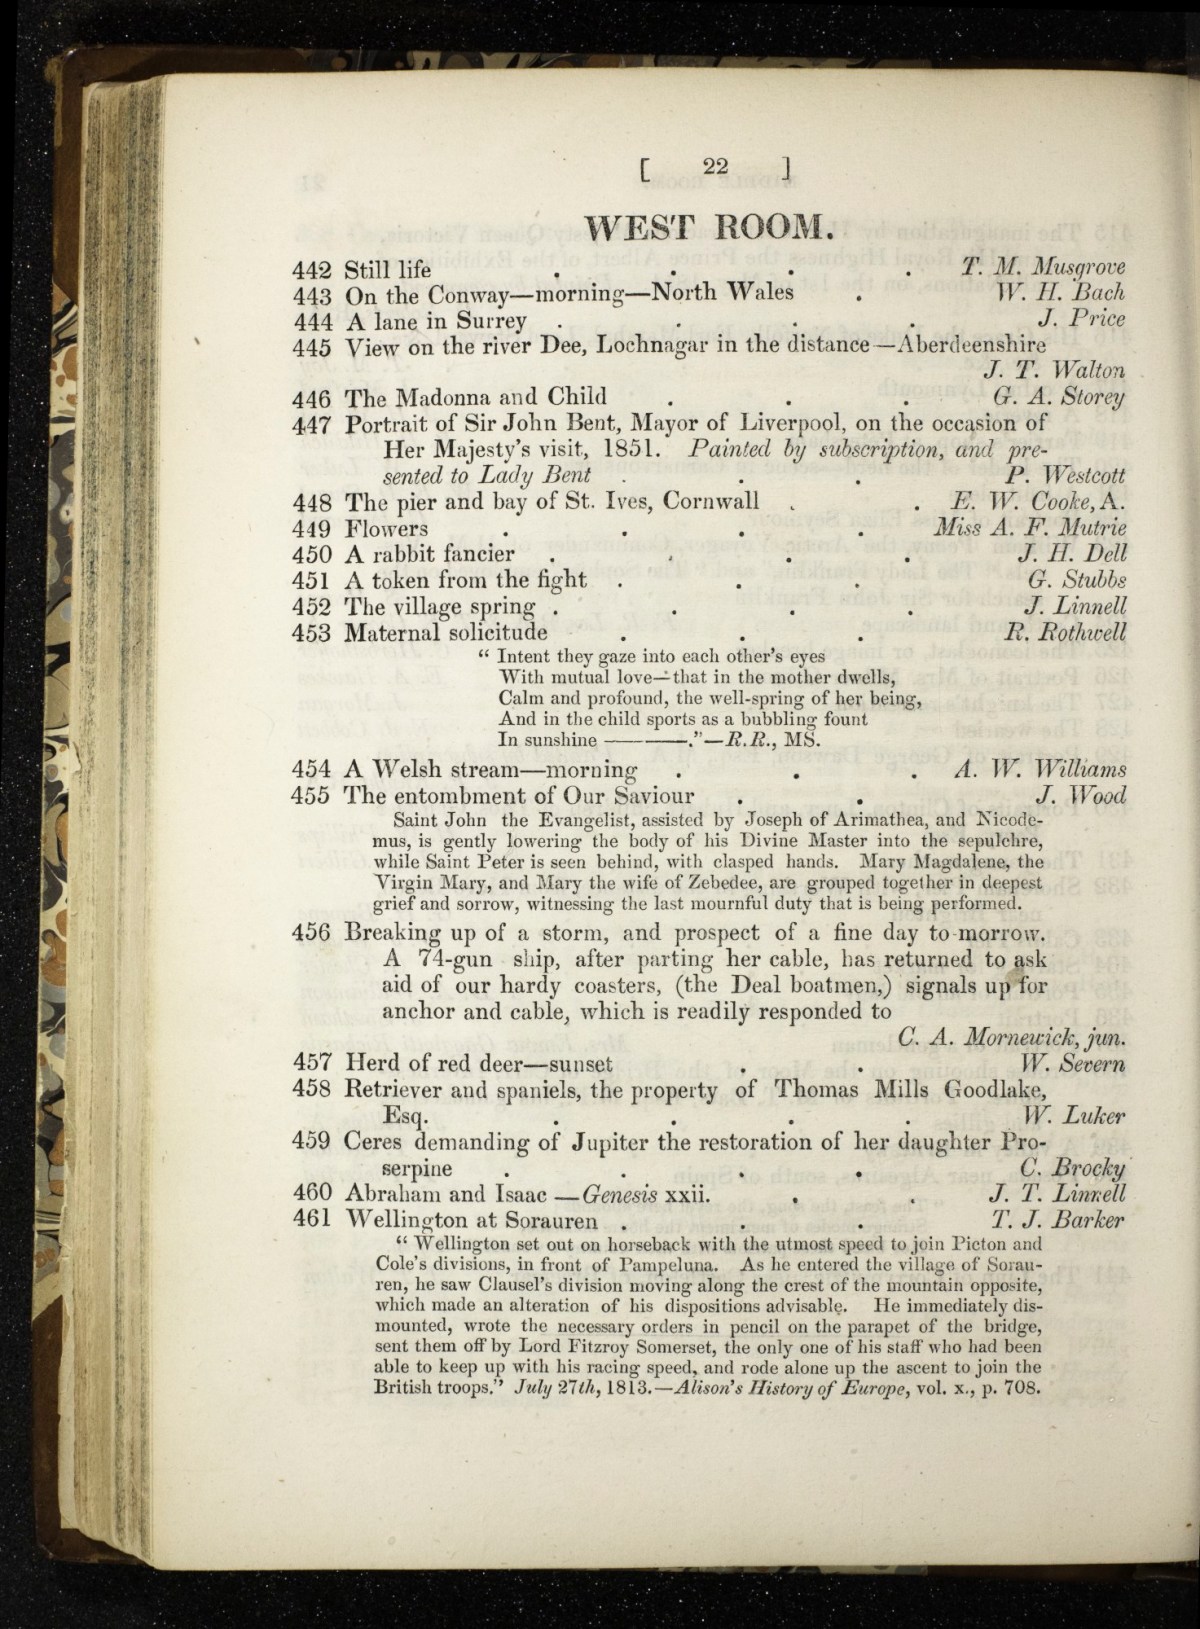 [ 22 ]
WEST ROOM.
442 Still life . . . . T. M. Musgrove
443 On the Conway—morning—North Wales . W. H. Bach
444 A lane in Surrey . . . . J. Price
445 View on the river Dee, Lochnagar in the distance—Aberdeenshire
J. T. Walton
446 The Madonna and Child . . . G. A. Storey
447 Portrait of Sir John Bent, Mayor of Liverpool, on the occasion of
Her Majesty's visit, 1851. Painted by subscription, and pre-
sented to Lady Bent . . . P. Westcott
448 The pier and bay of St. Ives, Cornwall . . E. W. Cooke, A.
449 Flowers . . . . Miss A. F. Mutrie
450 A rabbit fancier . . . . J. H. Dell
451 A token from the fight . . . G. Stubbs
452 The village spring . . . . J. Linnell
453 Maternal solicitude . . . R. Rothwell
“ Intent they gaze into each other's eyes
With mutual love—that in the mother dwells,
Calm and profound, the well-spring of her being,
And in the child sports as a bubbling fount
In sunshine ———.”—R.R., MS.
454 A Welsh stream—morning . . . A. W. Williams
455 The entombment of Our Saviour . . J. Wood
Saint John the Evangelist, assisted by Joseph of Arimathea, and Nicode-
mus, is gently lowering the body of his Divine Master into the sepulchre,
while Saint Peter is seen behind, with clasped hands. Mary Magdalene, the
Virgin Mary, and Mary the wife of Zebedee, are grouped together in deepest
grief and sorrow, witnessing the last mournful duty that is being performed.
456 Breaking up of a storm, and prospect of a fine day to-morrow.
A 74-gun ship, after parting her cable, has returned to ask
aid of our hardy coasters, (the Deal boatmen,) signals up for
anchor and cable, which is readily responded to
C. A. Mornewick, jun.
457 Herd of red deer—sunset . . W. Severn
458 Retriever and spaniels, the property of Thomas Mills Goodlake,
Esq. . . . . W. Luker
459 Ceres demanding of Jupiter the restoration of her daughter Pro-
serpine . . . . C. Brocky
460 Abraham and Isaac—Genesis xxii. . . J. T. Linnell
461 Wellington at Sorauren . . . T. J. Barker
“ Wellington set out on horseback with the utmost speed to join Picton and
Cole's divisions, in front of Pampeluna. As he entered the village of Sorau-
ren, he saw Clausel's division moving along the crest of the mountain opposite,
which made an alteration of his dispositions advisable. He immediately dis-
mounted, wrote the necessary orders in pencil on the parapet of the bridge,
sent them off by Lord Fitzroy Somerset, the only one of his staff who had been
able to keep up with his racing speed, and rode alone up the ascent to join the
British troops.” July 27th, 1813.—Alison's History of Europe, vol. x., p. 708.